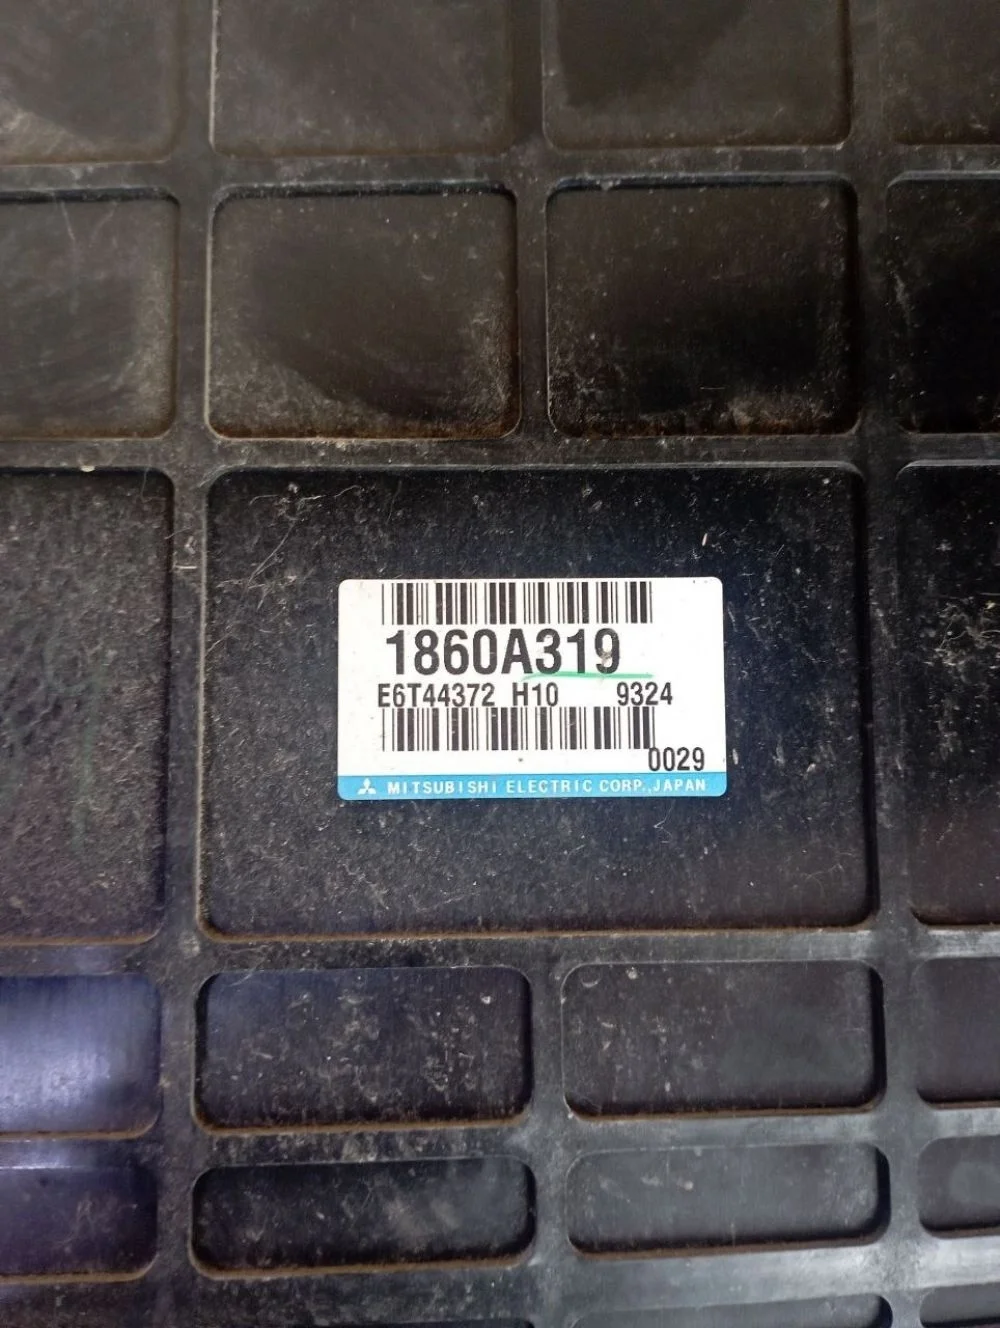 1860A319
E6T44372 H10 9324
0029
MITSUBISHI ELECTRIC CORP., JAPAN